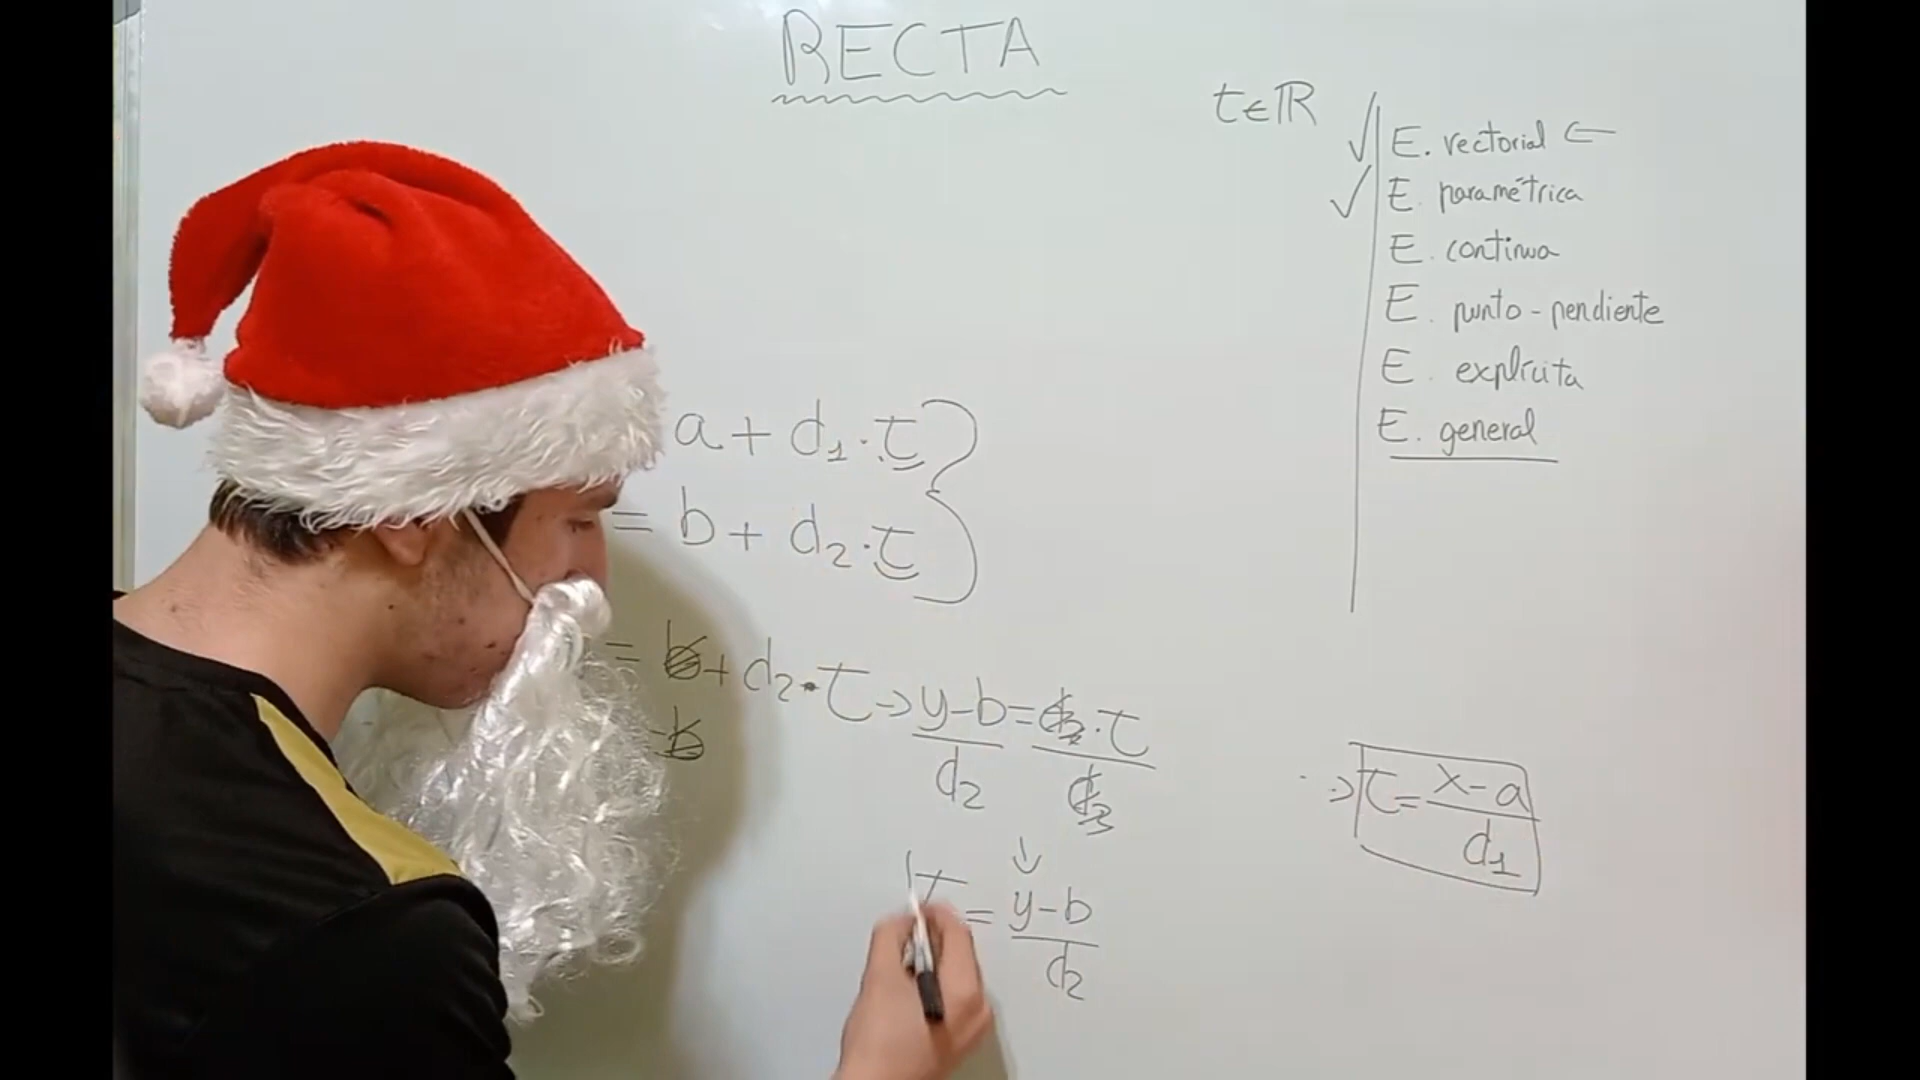 RECTA
t∈ℝ
✓ E. vectorial ←
✓ E. paramétrica
E. continua
E. punto-pendiente
E. explícita
E. general
a + d₁·t
= b + d₂·t
= b + d₂·t → y-b = d₂·t
-b
d₂ d₂
→ t = x-a
d₁
↓
t = y-b
d₂